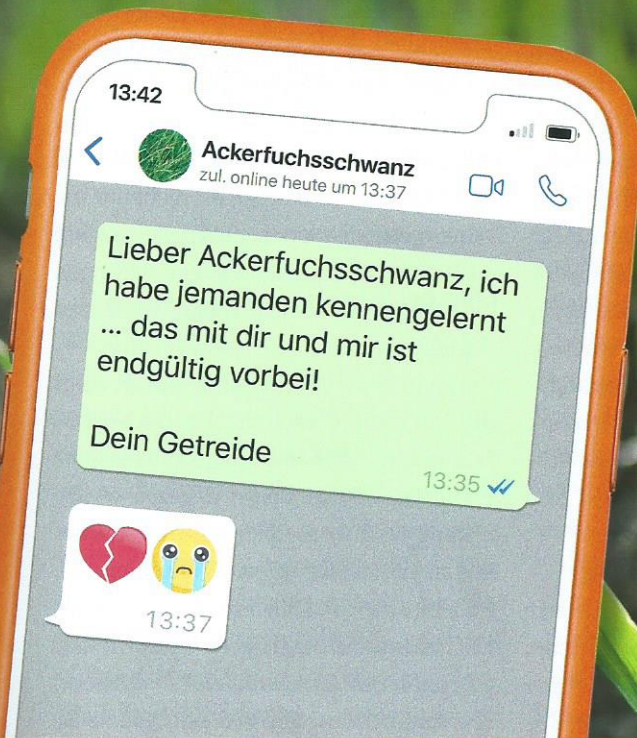 13:42
Ackerfuchsschwanz
zul. online heute um 13:37
Lieber Ackerfuchsschwanz, ich
habe jemanden kennengelernt
... das mit dir und mir ist
endgültig vorbei!
Dein Getreide
13:35
13:37